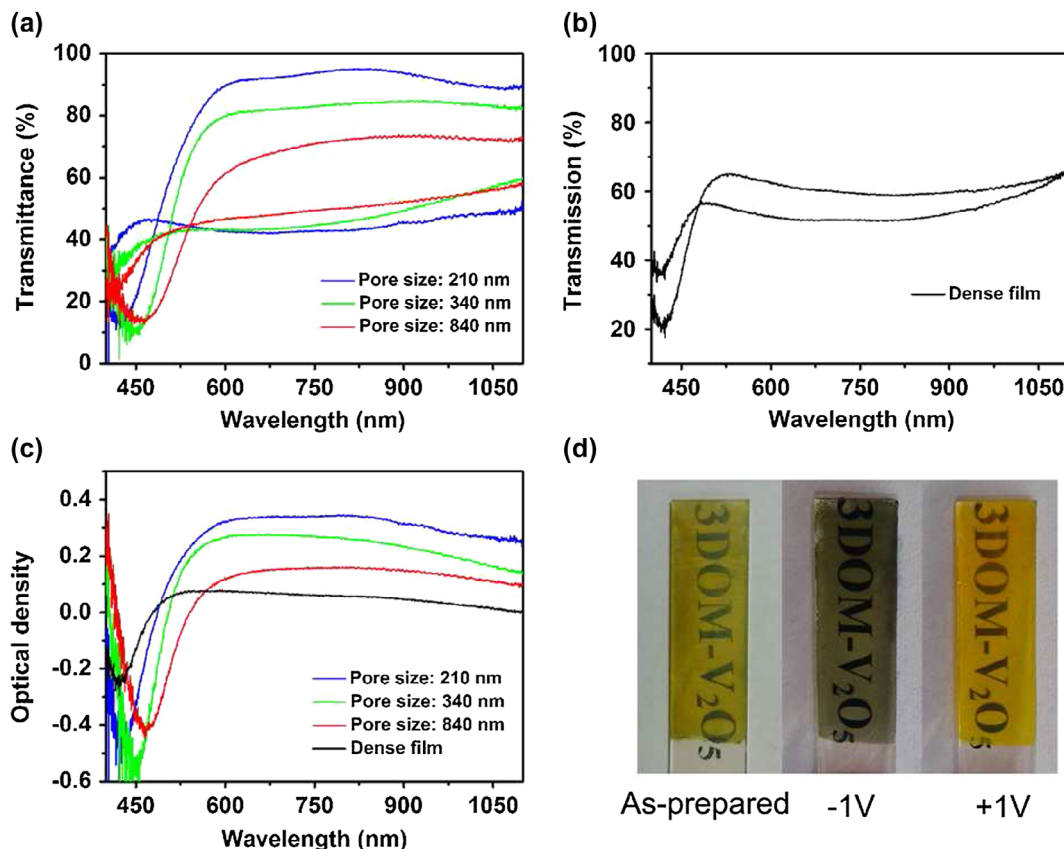 (a)
100
80
60
40
20
0
Transmittance (%)
450 600 750 900 1050
Wavelength (nm)
Pore size: 210 nm
Pore size: 340 nm
Pore size: 840 nm
(b)
100
80
60
40
20
Transmission (%)
450 600 750 900 1050
Wavelength (nm)
Dense film
(c)
0.4
0.2
0.0
-0.2
-0.4
-0.6
Optical density
450 600 750 900 1050
Wavelength (nm)
Pore size: 210 nm
Pore size: 340 nm
Pore size: 840 nm
Dense film
(d)
3DOM-V₂O₅
3DOM-V₂O₅
3DOM-V₂O₅
As-prepared
-1V
+1V